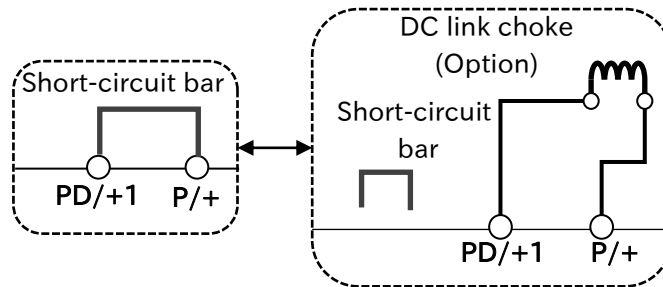 Short-circuit bar
PD/+1 P/+
DC link choke
(Option)
Short-circuit
bar
PD/+1 P/+